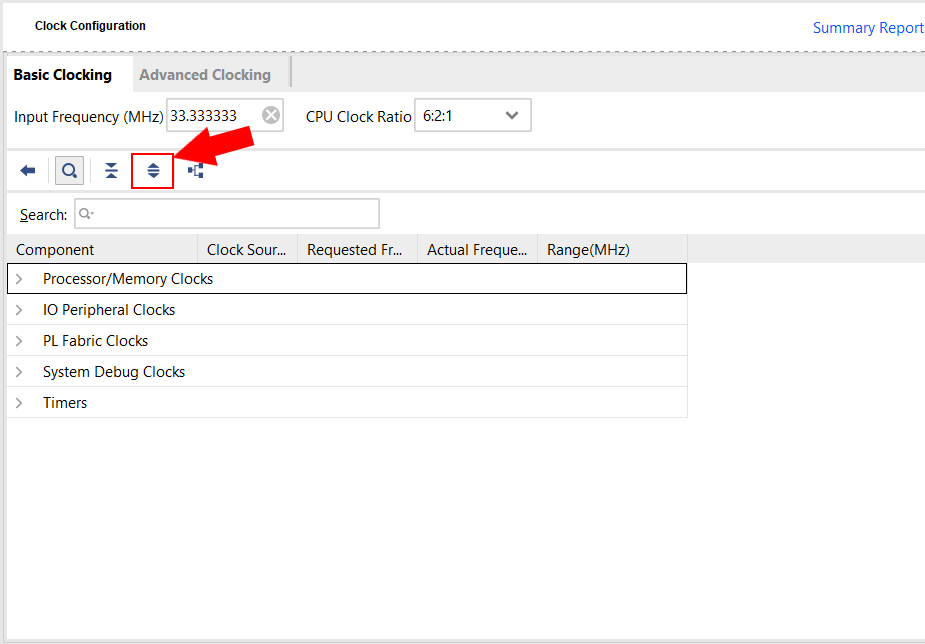 Clock Configuration
Summary Report
Basic Clocking Advanced Clocking
Input Frequency (MHz) 33.333333 CPU Clock Ratio 6:2:1
Search:
Component Clock Sour... Requested Fr... Actual Freque... Range(MHz)
Processor/Memory Clocks
IO Peripheral Clocks
PL Fabric Clocks
System Debug Clocks
Timers